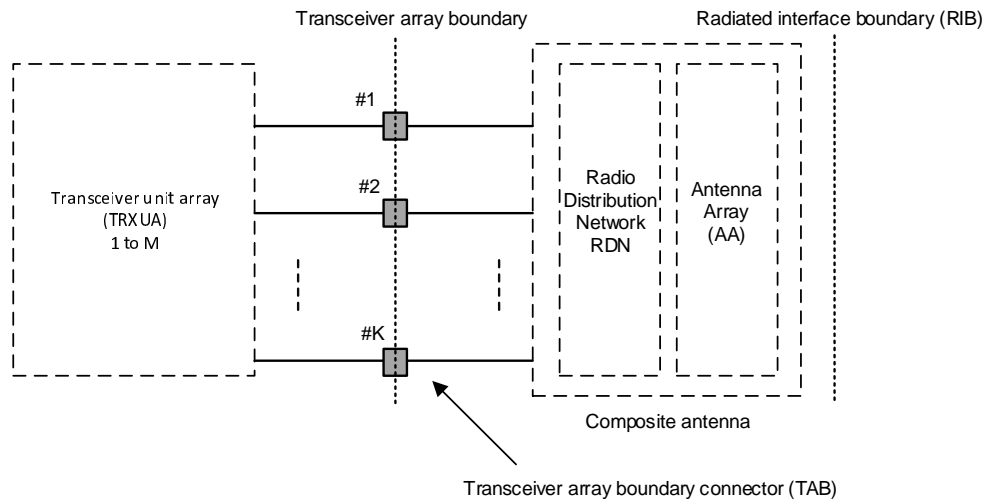 Transceiver array boundary
Radiated interface boundary (RIB)
#1
#2
#K
Transceiver unit array
(TRXUA)
1 to M
Radio
Distribution
Network
RDN
Antenna
Array
(AA)
Composite antenna
Transceiver array boundary connector (TAB)